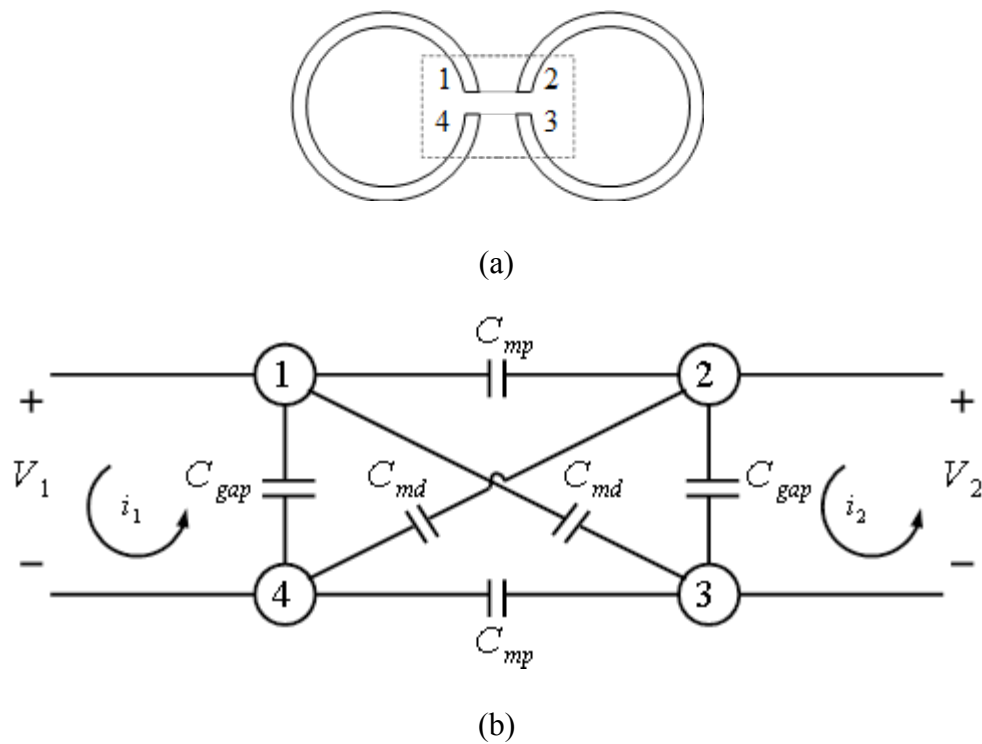 1 2
4 3
(a)
C_mp
1 2
+ +
V_1 i_1 C_gap C_md C_md C_gap i_2 V_2
− −
4 3
C_mp
(b)